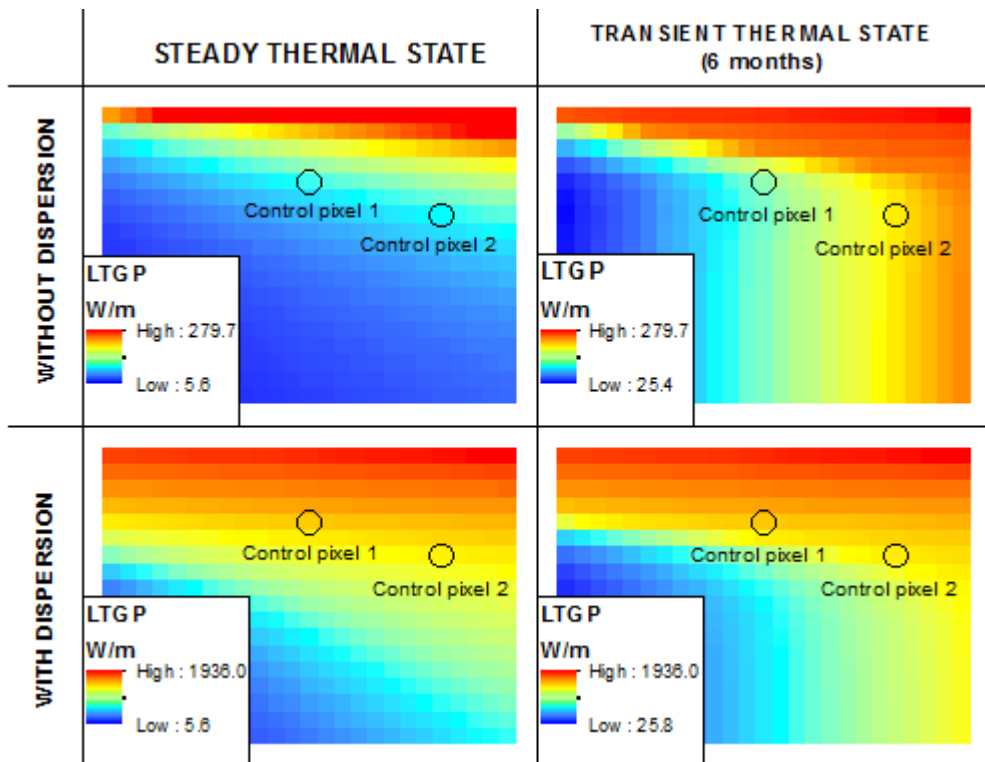 STEADY THERMAL STATE
TRANSIENT THERMAL STATE
(6 months)
WITHOUT DISPERSION
Control pixel 1
Control pixel 2
LTGP
W/m
High : 279.7
Low : 5.6
Control pixel 1
Control pixel 2
LTGP
W/m
High : 279.7
Low : 25.4
WITH DISPERSION
Control pixel 1
Control pixel 2
LTGP
W/m
High : 1936.0
Low : 5.6
Control pixel 1
Control pixel 2
LTGP
W/m
High : 1936.0
Low : 25.8